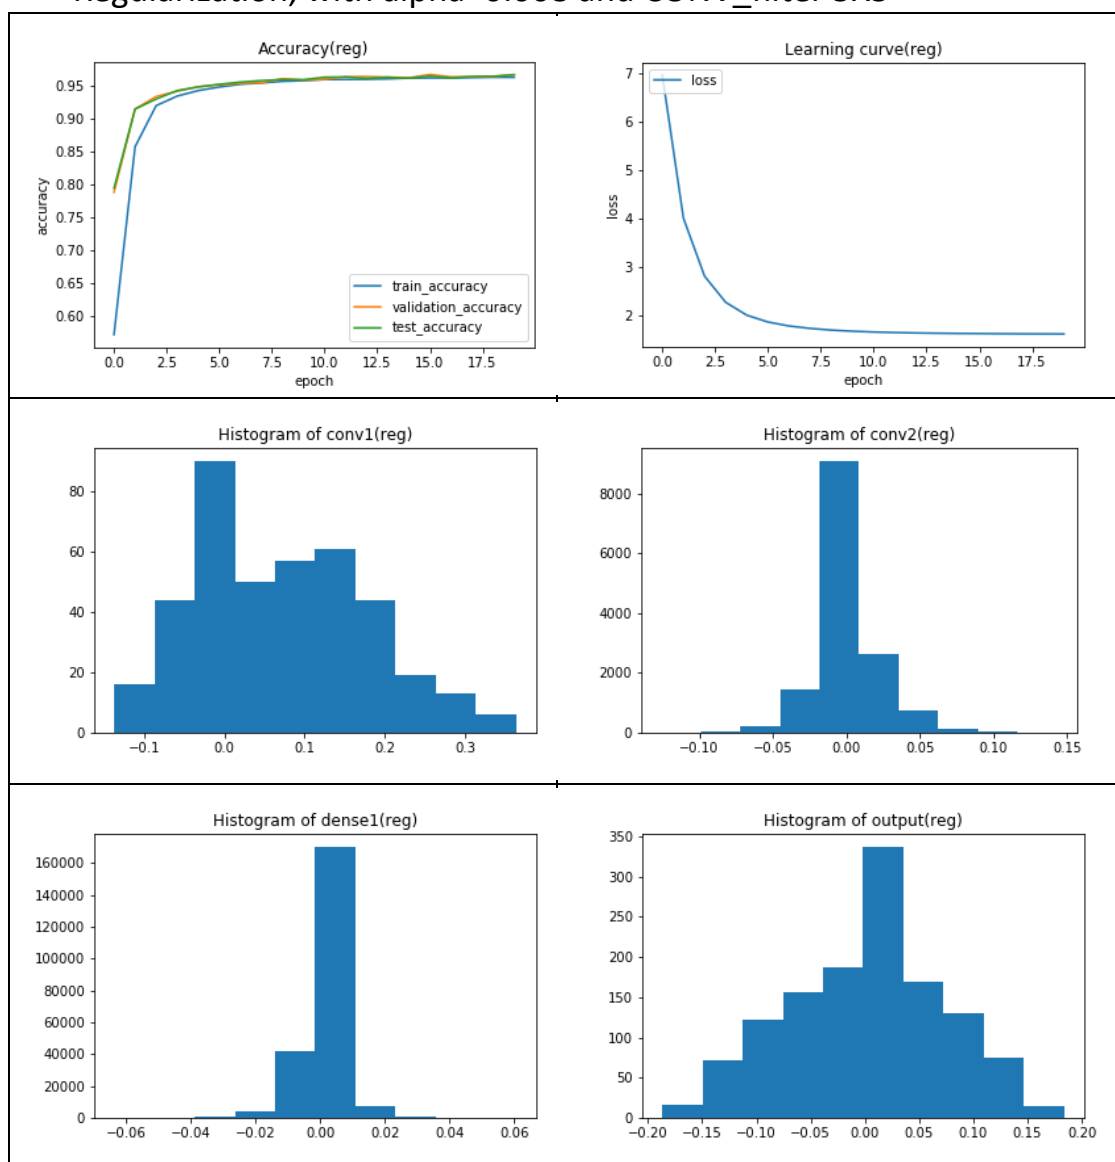 Accuracy(reg)
0.95
0.90
0.85
0.80
0.75
0.70
0.65
0.60
accuracy
train_accuracy
validation_accuracy
test_accuracy
0.0 2.5 5.0 7.5 10.0 12.5 15.0 17.5
epoch
Learning curve(reg)
7
6
5
4
3
2
loss
loss
0.0 2.5 5.0 7.5 10.0 12.5 15.0 17.5
epoch
Histogram of conv1(reg)
80
60
40
20
0
−0.1 0.0 0.1 0.2 0.3
Histogram of conv2(reg)
8000
6000
4000
2000
0
−0.10 −0.05 0.00 0.05 0.10 0.15
Histogram of dense1(reg)
160000
140000
120000
100000
80000
60000
40000
20000
0
−0.06 −0.04 −0.02 0.00 0.02 0.04 0.06
Histogram of output(reg)
350
300
250
200
150
100
50
0
−0.20 −0.15 −0.10 −0.05 0.00 0.05 0.10 0.15 0.20